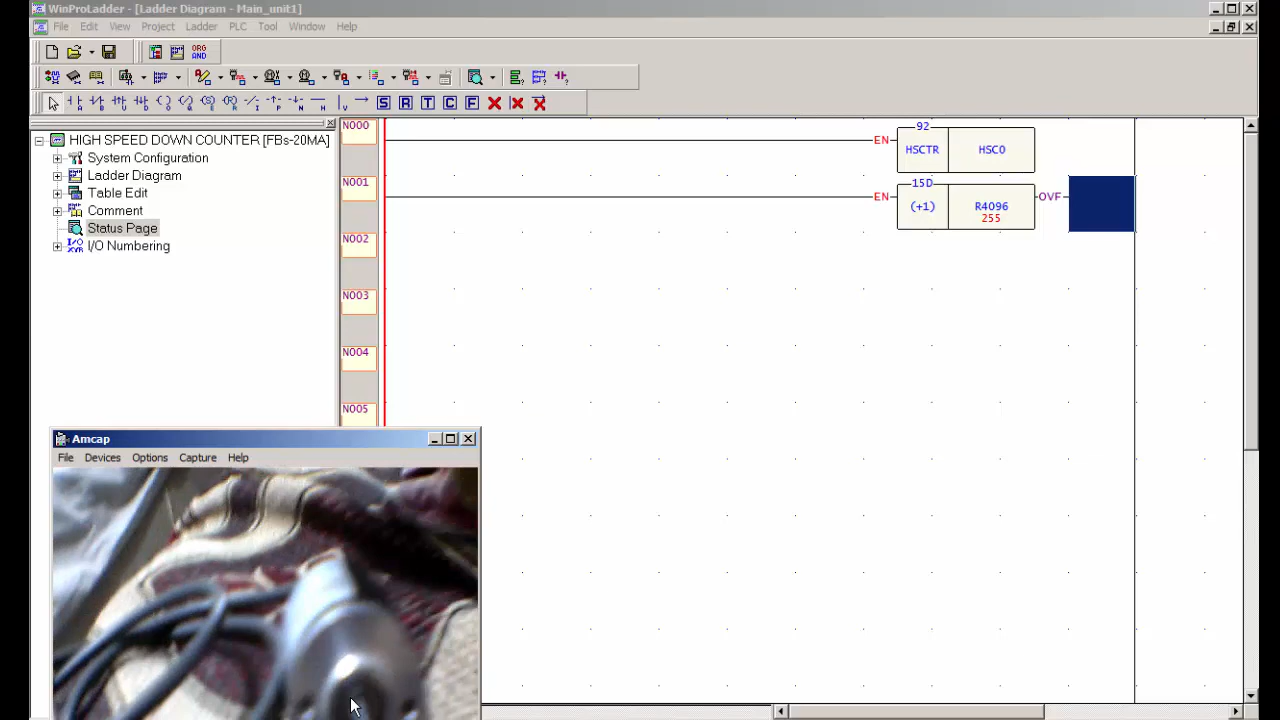 WinProLadder - [Ladder Diagram - Main_unit1]
File Edit View Project Ladder PLC Tool Window Help
ORG
AND
S R T C F
HIGH SPEED DOWN COUNTER [FBs-20MA]
System Configuration
Ladder Diagram
Table Edit
Comment
Status Page
I/O Numbering
N000
N001
N002
N003
N004
N005
92
EN HSCTR HSC0
15D
EN (+1) R4096 OVF
255
Amcap
File Devices Options Capture Help